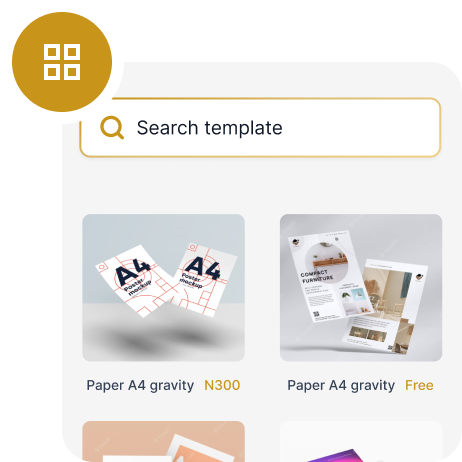 Search template
A4
Poster
mockup
A4
Poster
mockup
COMPACT
FURNITURE
Paper A4 gravity N300
Paper A4 gravity Free